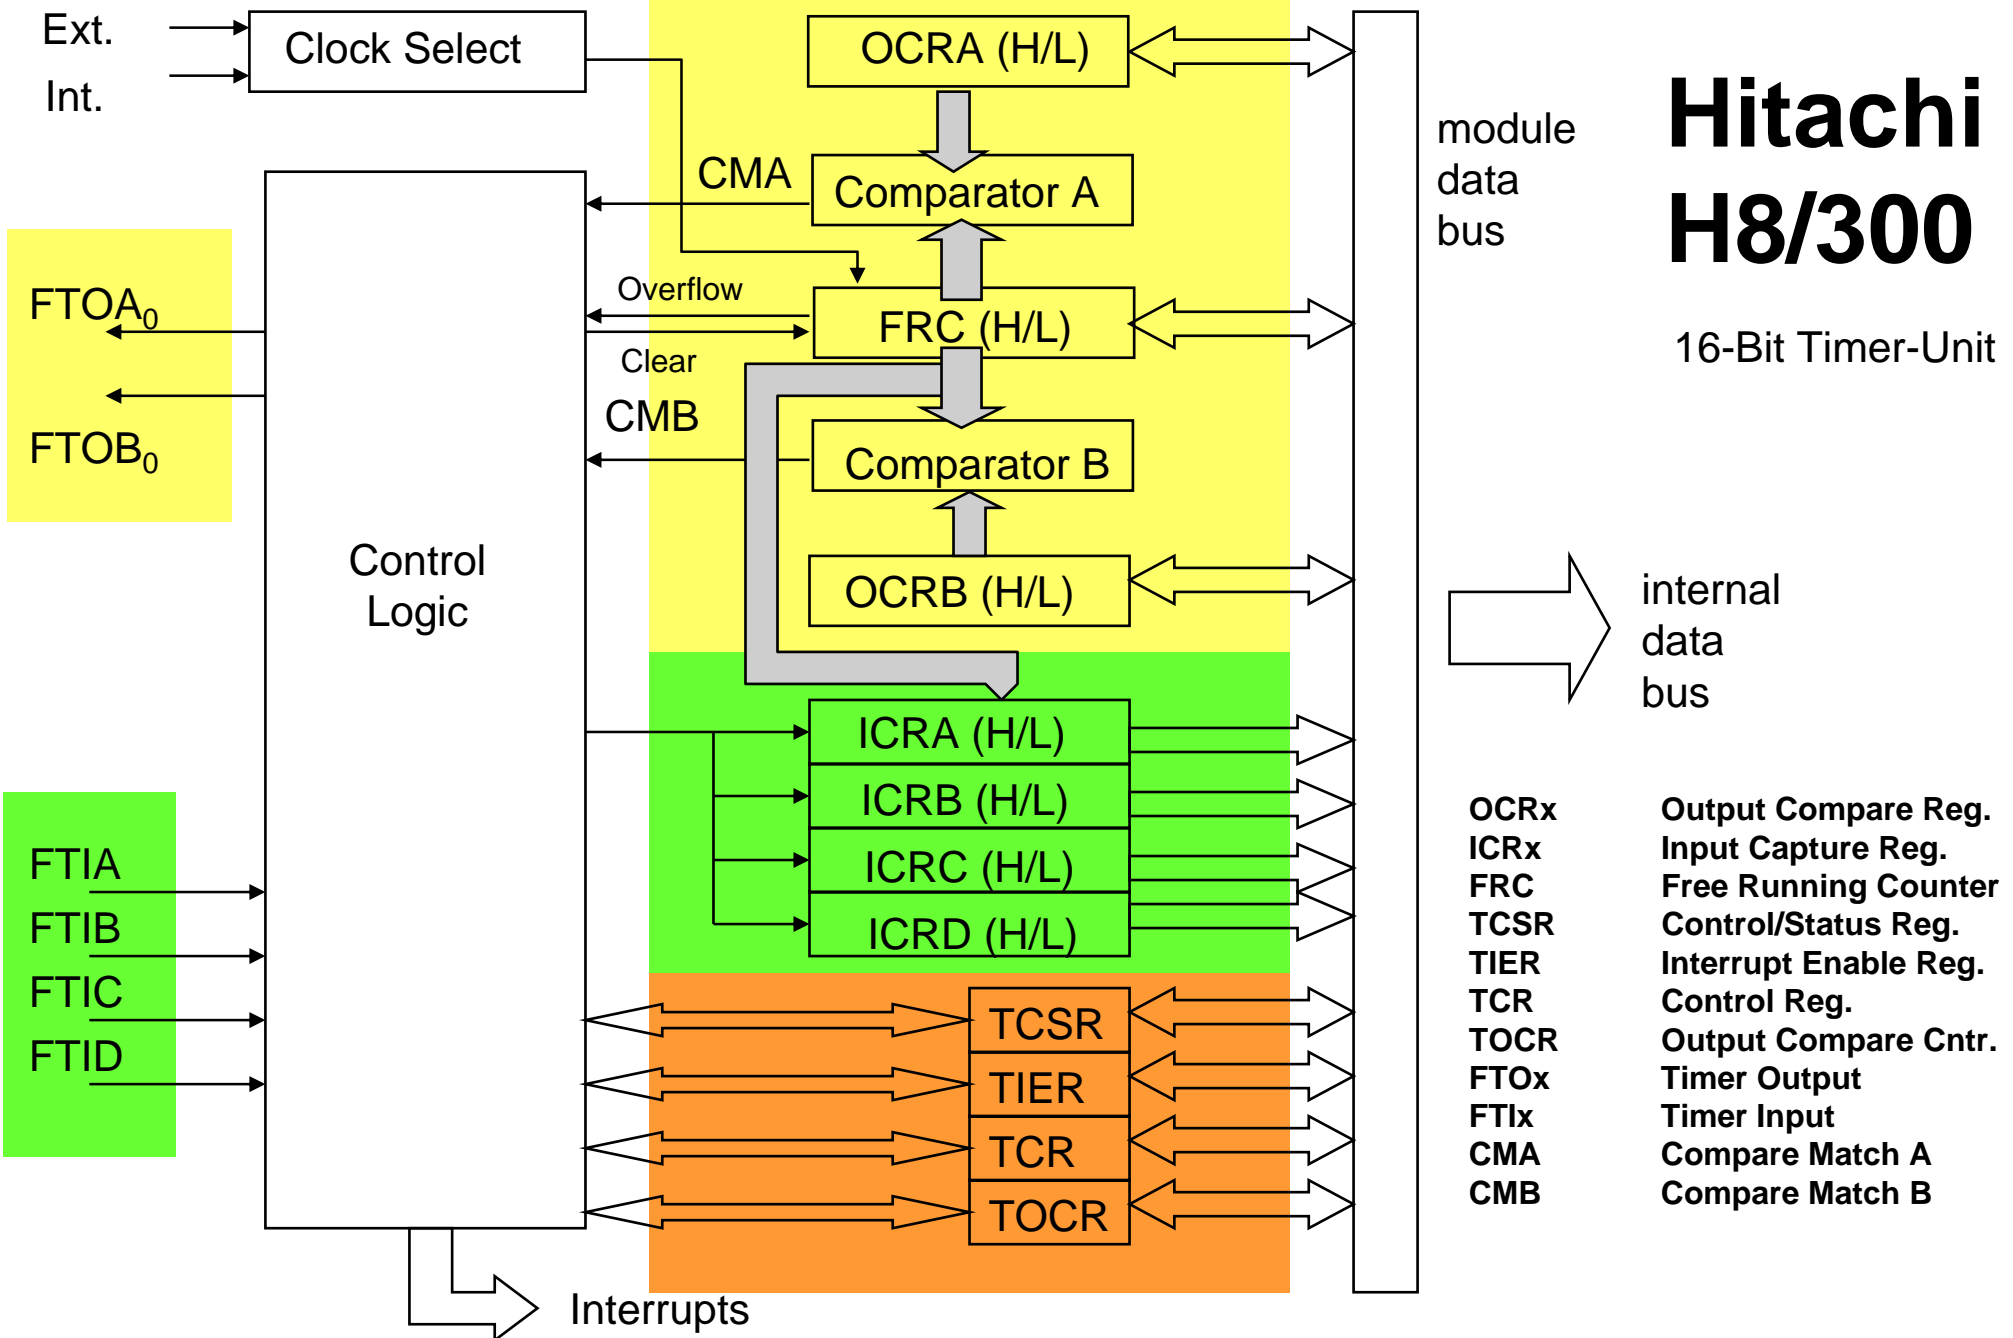 Ext.
Int.
Clock Select
OCRA (H/L)
module
data
bus
Hitachi
H8/300
16-Bit Timer-Unit
CMA
Comparator A
FTOA0
FTOB0
Overflow
Clear
FRC (H/L)
CMB
Comparator B
Control
Logic
OCRB (H/L)
internal
data
bus
ICRA (H/L)
ICRB (H/L)
ICRC (H/L)
ICRD (H/L)
FTIA
FTIB
FTIC
FTID
TCSR
TIER
TCR
TOCR
Interrupts
OCRx Output Compare Reg.
ICRx Input Capture Reg.
FRC Free Running Counter
TCSR Control/Status Reg.
TIER Interrupt Enable Reg.
TCR Control Reg.
TOCR Output Compare Cntr.
FTOx Timer Output
FTIx Timer Input
CMA Compare Match A
CMB Compare Match B